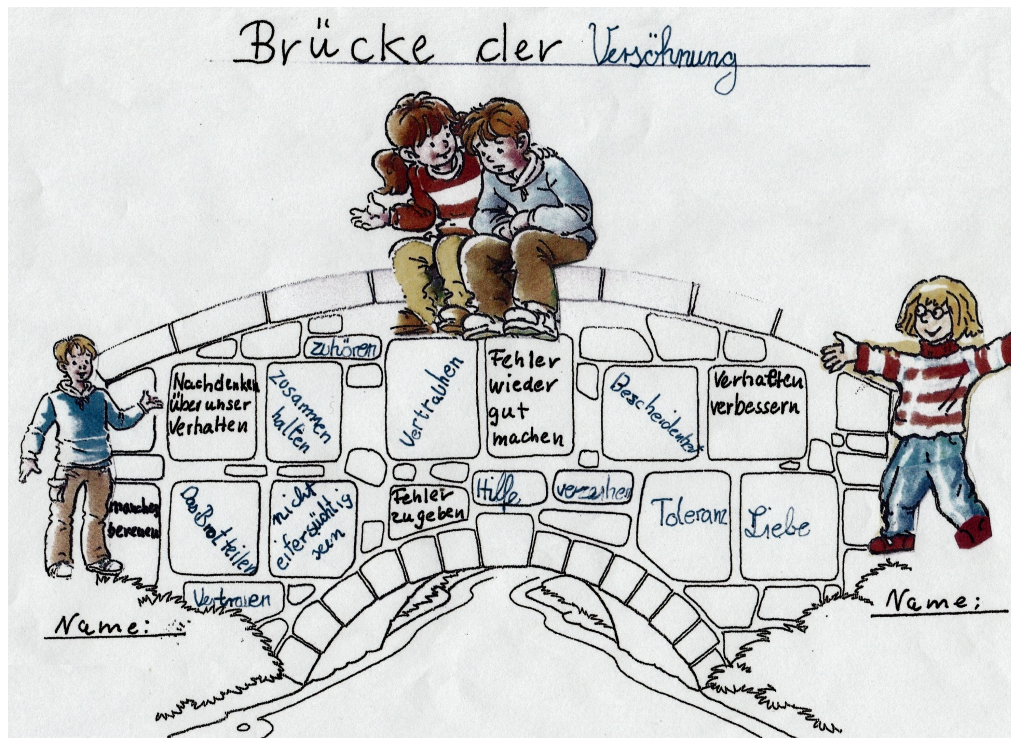 Brücke der Versöhnung
zuhören
Nachdenken
über unser
Verhalten
zusammen
halten
Vertrauhen
Fehler
wieder
gut
machen
Bescheidenheit
Verhalten
verbessern
manches
bereuen
Das Brot teilen
nicht
eifersüchtig
sein
Fehler
zugeben
Hilfe
verzeihen
Toleranz
Liebe
Vertrauen
Name:
Name: